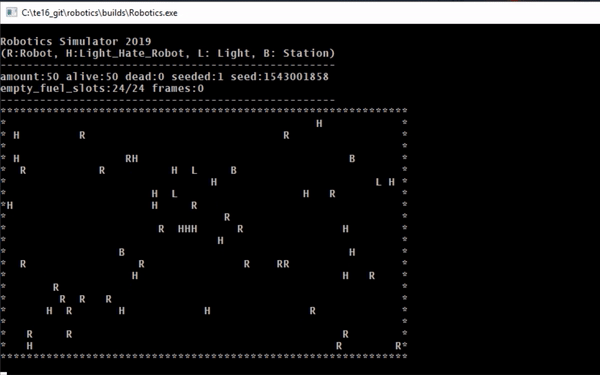 C:\te16_git\robotics\builds\Robotics.exe
Robotics Simulator 2019
(R:Robot, H:Light_Hate_Robot, L: Light, B: Station)
---------------------------------------------------
amount:50 alive:50 dead:0 seeded:1 seed:1543001858
empty_fuel_slots:24/24 frames:0
---------------------------------------------------
**************************************************************
*                                               H            *
* H         R                              R                 *
*                                                            *
* H                RH                                B       *
*  R           R          H  L     B                         *
*                               H                        L H *
*                      H  L                   H   R          *
*H                     H     R                              *
*                                 R                          *
*                       R  HHH      R               H        *
*                                H                           *
*                 B                                  H       *
*  R                 R               R    RR                 *
*                   H                               H   R    *
*       R                                                    *
*        R  R   R                                            *
*      H  R       H            H               R             *
*                                                            *
*   R     R                                         R        *
*   H                                              R        R*
**************************************************************